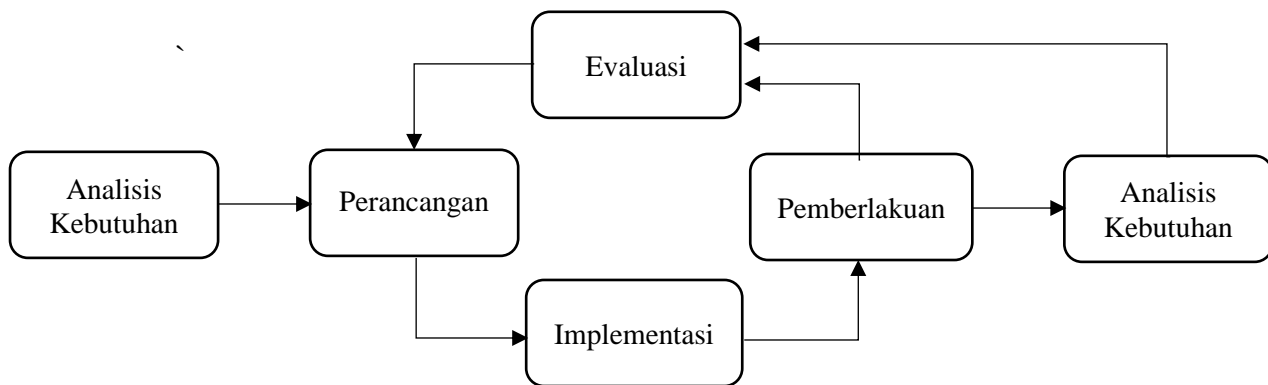 `
Evaluasi
Analisis
Kebutuhan
Perancangan
Pemberlakuan
Analisis
Kebutuhan
Implementasi